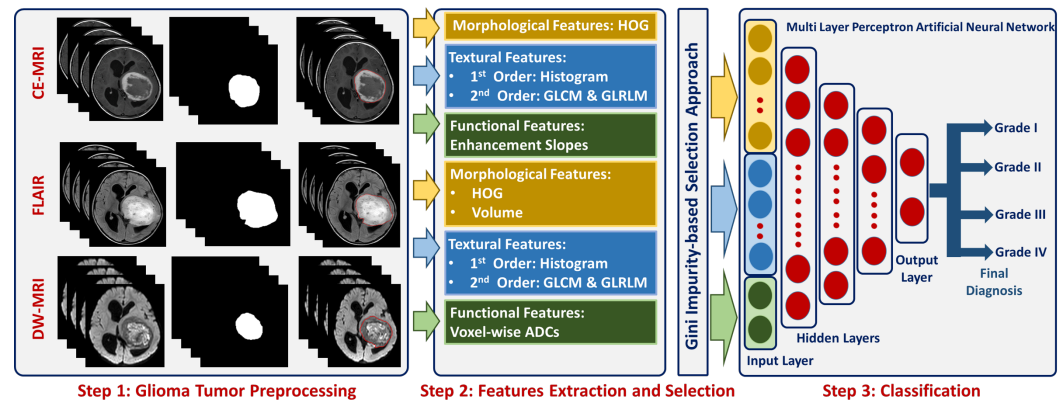 CE-MRI
FLAIR
DW-MRI
Step 1: Glioma Tumor Preprocessing
Morphological Features: HOG
Textural Features:
• 1st Order: Histogram
• 2nd Order: GLCM & GLRLM
Functional Features:
Enhancement Slopes
Morphological Features:
• HOG
• Volume
Textural Features:
• 1st Order: Histogram
• 2nd Order: GLCM & GLRLM
Functional Features:
Voxel-wise ADCs
Gini Impurity-based Selection Approach
Step 2: Features Extraction and Selection
Multi Layer Perceptron Artificial Neural Network
Grade I
Grade II
Grade III
Grade IV
Output
Layer
Final
Diagnosis
Hidden Layers
Input Layer
Step 3: Classification